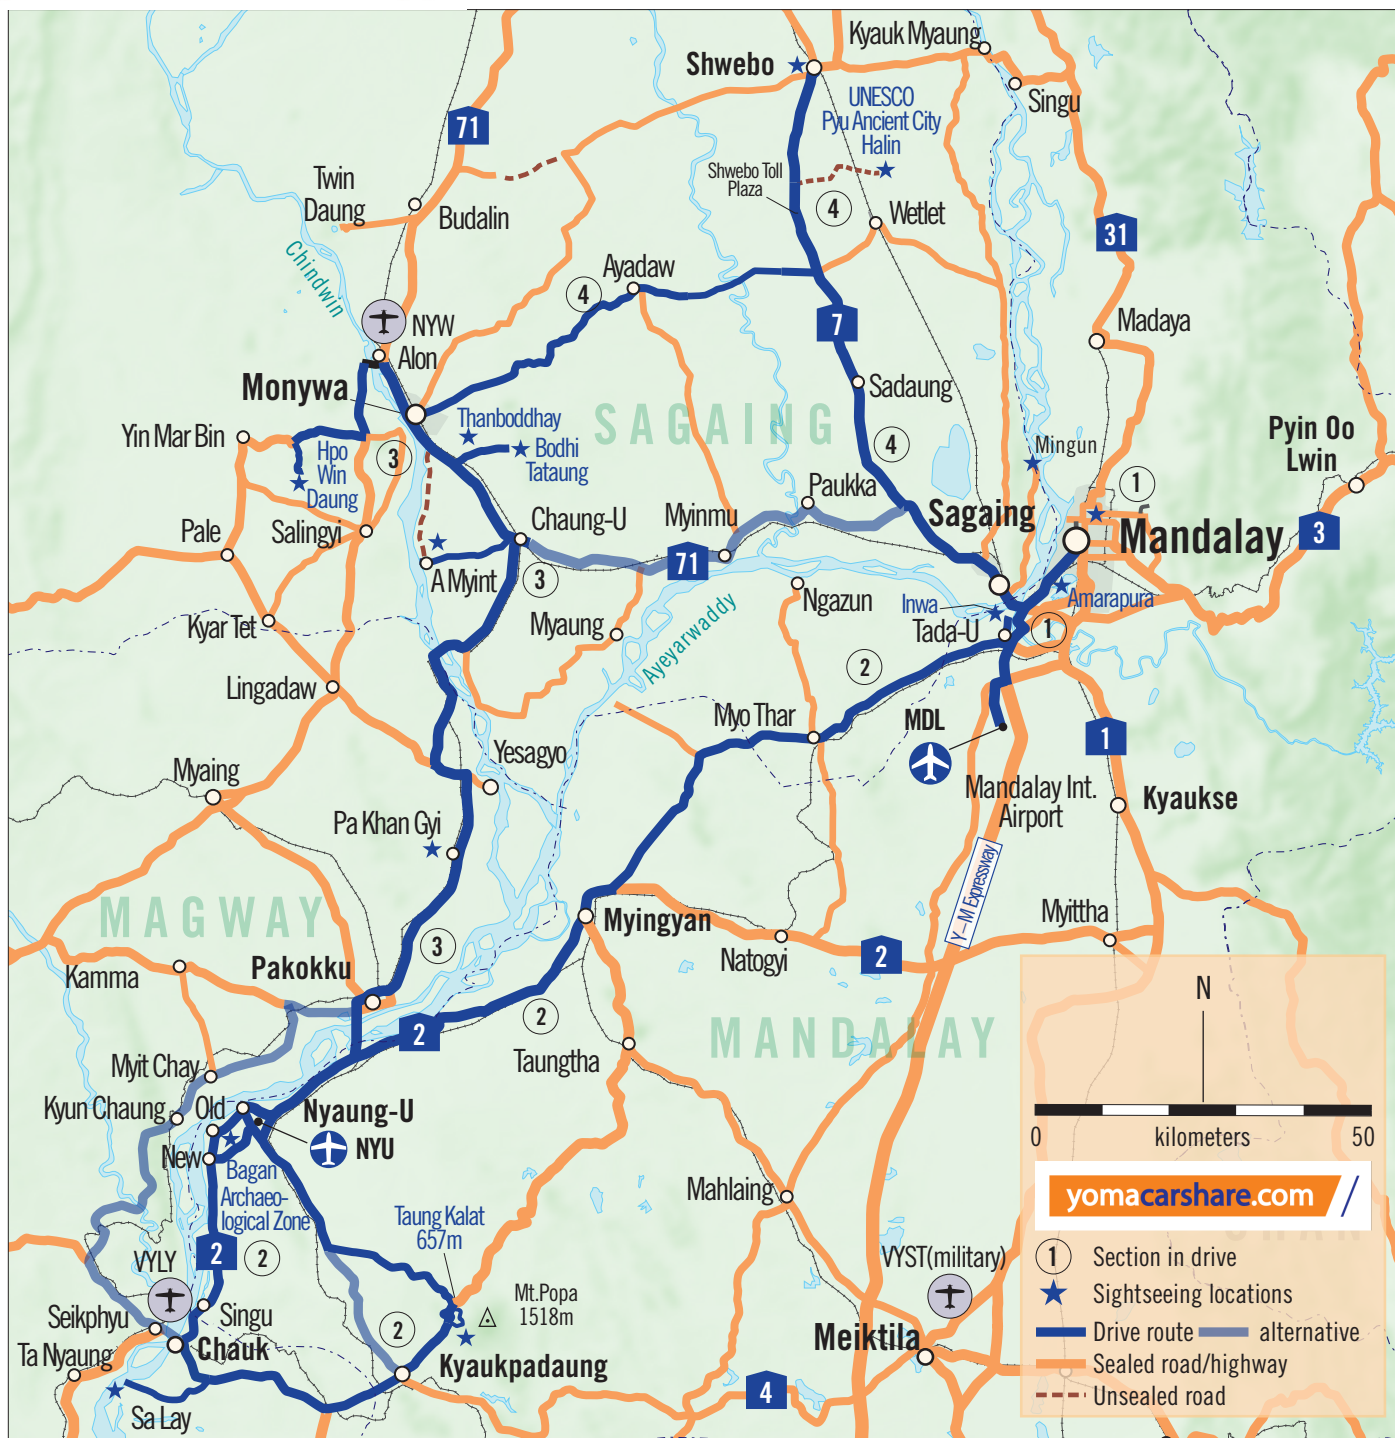 Kyauk Myaung
Shwebo
Singu
UNESCO
Pyu Ancient City
Halin
71
Shwebo Toll
Plaza
Twin
Daung
Budalin
4
Wetlet
31
Chindwin
Ayadaw
4
NYW
7
Madaya
Alon
Monywa
Sadaung
SAGAING
Thanboddhay
Yin Mar Bin
Hpo
Win
Daung
3
Bodhi
Tataung
4
Mingun
Pyin Oo
Lwin
1
Paukka
Chaung-U
Myinmu
Sagaing
Mandalay
3
Pale
Salingyi
71
A Myint
3
Ngazun
Inwa
Amarapura
Kyar Tet
Myaung
Ayeyarwaddy
Tada-U
1
2
Lingadaw
Myo Thar
MDL
1
Yesagyo
Myaing
Mandalay Int.
Airport
Kyaukse
Pa Khan Gyi
Y–M Expressway
MAGWAY
Myingyan
Myittha
3
Natogyi
2
Kamma
Pakokku
N
2
2
MANDALAY
Taungtha
Myit Chay
Kyun Chaung
Old
Nyaung-U
NYU
0
kilometers
50
New
Bagan
Archaeo-
logical Zone
Mahlaing
yomacarshare.com
Taung Kalat
657m
SHAN
2
2
VYLY
VYST(military)
1
Section in drive
Mt.Popa
1518m
Sightseeing locations
Singu
Seikphyu
2
Meiktila
Drive route
alternative
Chauk
Ta Nyaung
Kyaukpadaung
Sealed road/highway
4
Unsealed road
Sa Lay